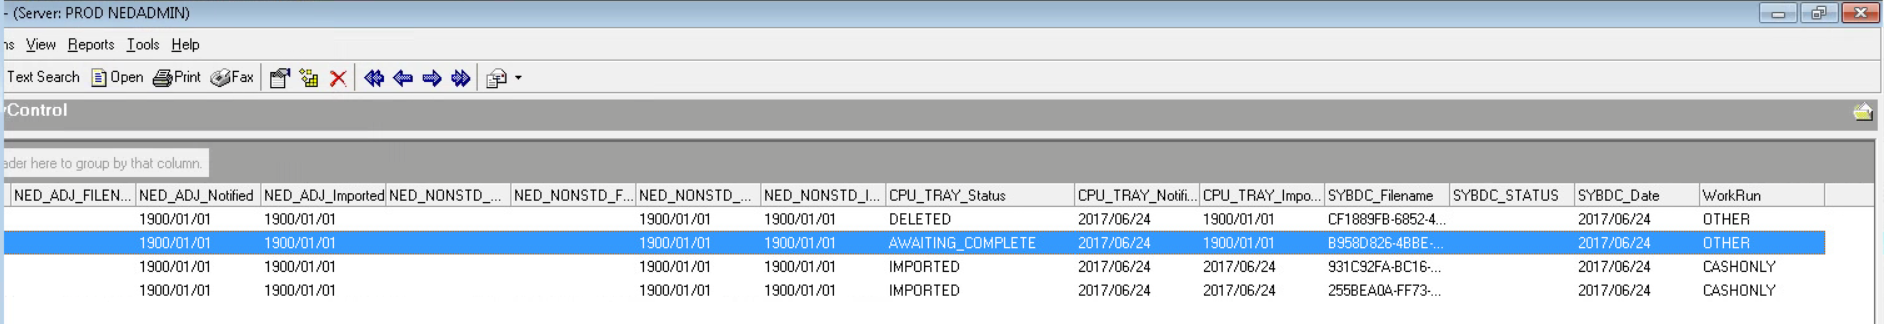 - (Server: PROD NEDADMIN)
ns View Reports Tools Help
Text Search Open Print Fax
yControl
ader here to group by that column.
NED_ADJ_FILEN... NED_ADJ_Notified NED_ADJ_Imported NED_NONSTD_... NED_NONSTD_F... NED_NONSTD_... NED_NONSTD_I... CPU_TRAY_Status CPU_TRAY_Notifi... CPU_TRAY_Impo... SYBDC_Filename SYBDC_STATUS SYBDC_Date WorkRun
1900/01/01 1900/01/01 1900/01/01 1900/01/01 DELETED 2017/06/24 1900/01/01 CF1889FB-6852-4... 2017/06/24 OTHER
1900/01/01 1900/01/01 1900/01/01 1900/01/01 AWAITING_COMPLETE 2017/06/24 1900/01/01 B958D826-4BBE-... 2017/06/24 OTHER
1900/01/01 1900/01/01 1900/01/01 1900/01/01 IMPORTED 2017/06/24 2017/06/24 931C92FA-BC16-... 2017/06/24 CASHONLY
1900/01/01 1900/01/01 1900/01/01 1900/01/01 IMPORTED 2017/06/24 2017/06/24 255BEA0A-FF73-... 2017/06/24 CASHONLY